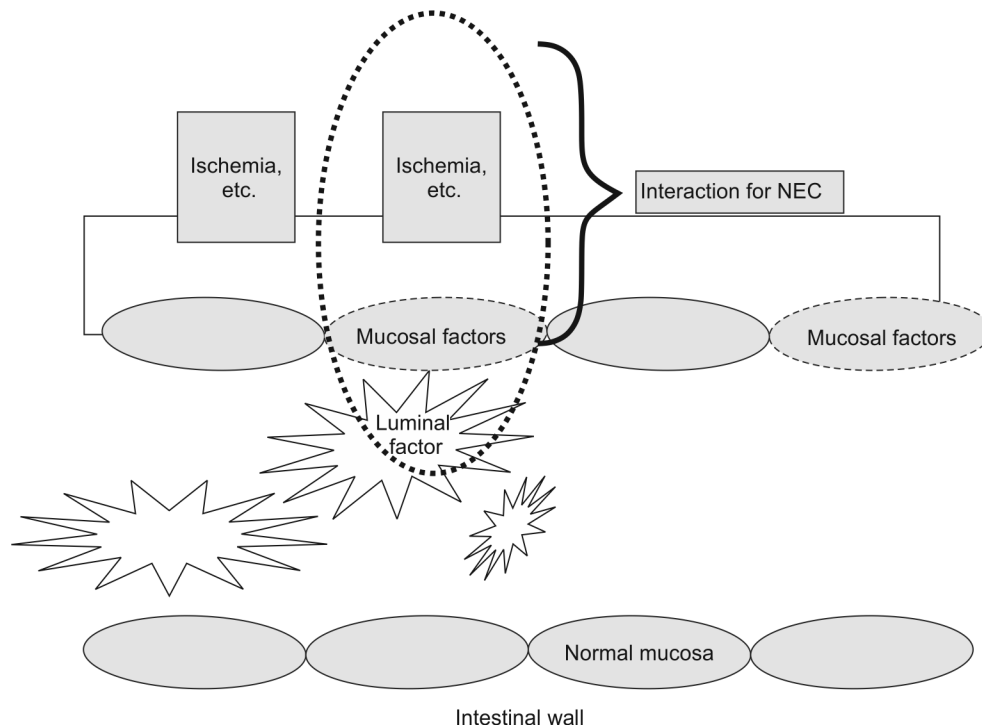 Ischemia,
etc.
Ischemia,
etc.
Interaction for NEC
Mucosal factors
Mucosal factors
Luminal
factor
Normal mucosa
Intestinal wall